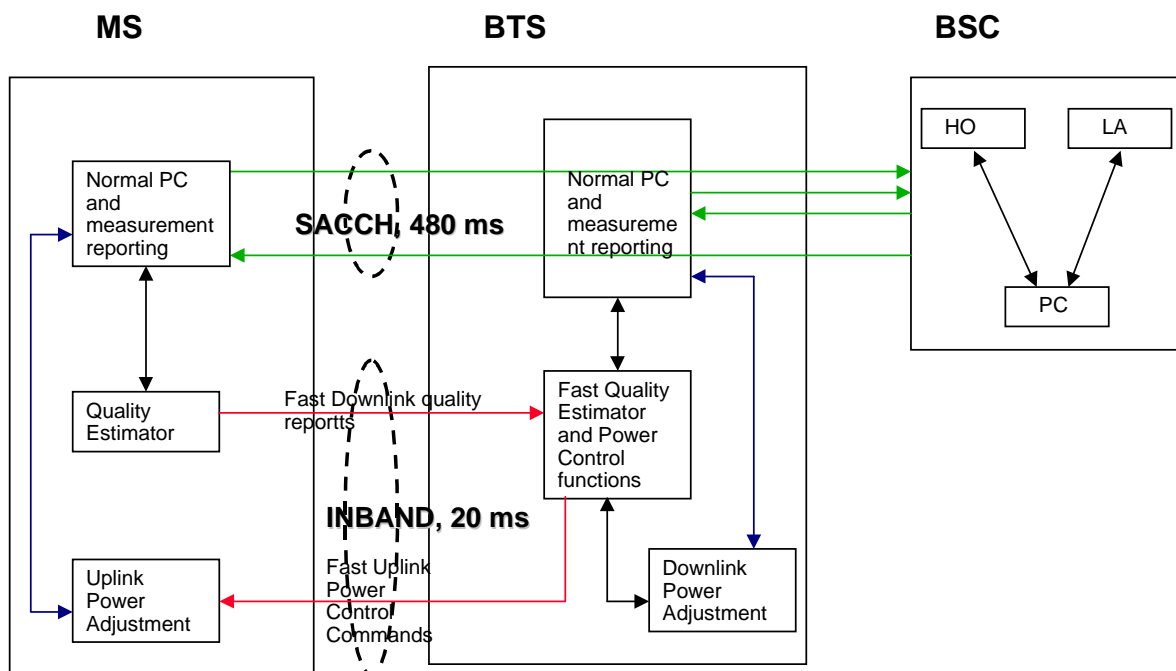 MS
BTS
BSC
HO
LA
PC
Normal PC
and
measurement
reporting
SACCH, 480 ms
Normal PC
and
measureme
nt reporting
Quality
Estimator
Fast Downlink quality
reportts
Fast Quality
Estimator
and Power
Control
functions
INBAND, 20 ms
Uplink
Power
Adjustment
Fast Uplink
Power
Control
Commands
Downlink
Power
Adjustment